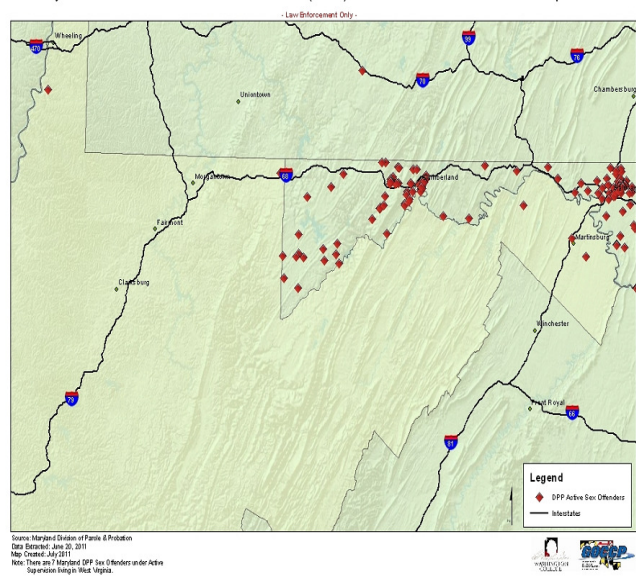 - Law Enforcement Only -
Wheeling
470
99
76
70
Uniontown
Chambersburg
68
Morgantown
Cumberland
Fairmont
Martinsburg
Clarksburg
Winchester
79
Front Royal
66
81
Legend
DPP Active Sex Offenders
Interstates
Source: Maryland Division of Parole & Probation
Data Extracted: June 20, 2011
Map Created: July 2011
Note: There are 7 Maryland DPP Sex Offenders under Active
Supervision living in West Virginia.
WASHINGTON
COLLEGE
GOCCP